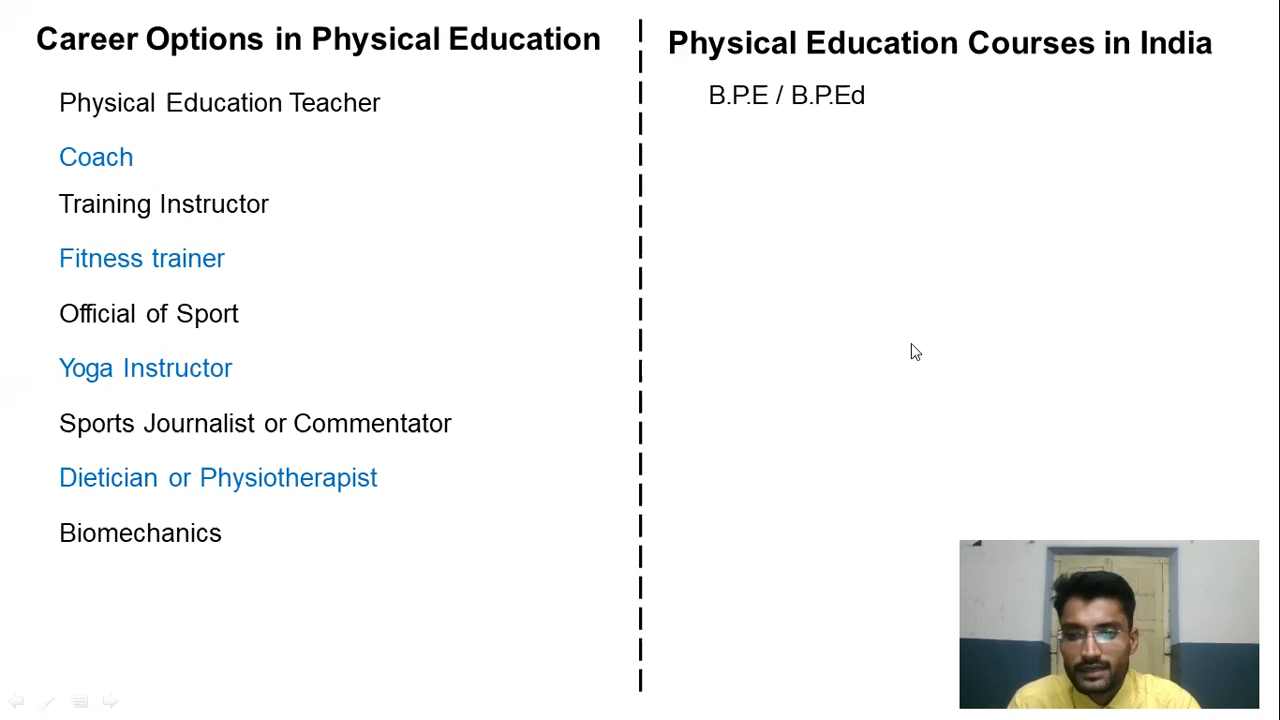 Career Options in Physical Education
Physical Education Teacher
Coach
Training Instructor
Fitness trainer
Official of Sport
Yoga Instructor
Sports Journalist or Commentator
Dietician or Physiotherapist
Biomechanics
Physical Education Courses in India
B.P.E / B.P.Ed